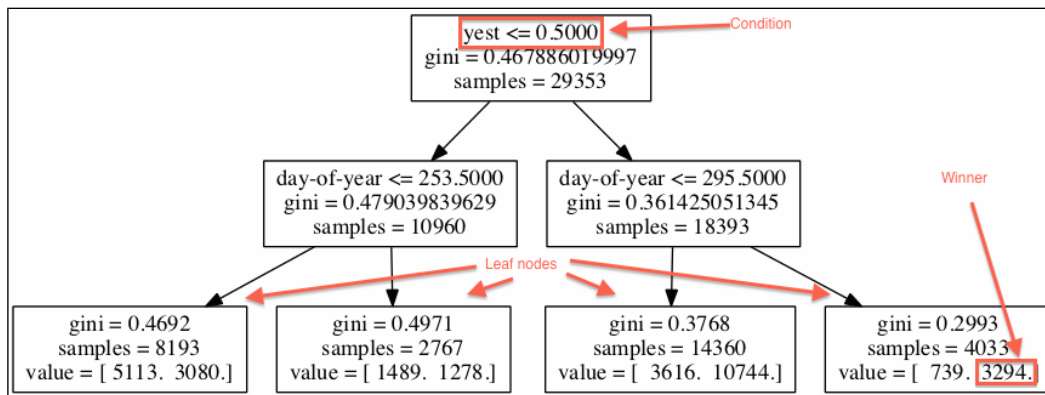 yest <= 0.5000
Condition
gini = 0.467886019997
samples = 29353
day-of-year <= 253.5000
gini = 0.479039839629
samples = 10960
day-of-year <= 295.5000
gini = 0.361425051345
samples = 18393
Winner
Leaf nodes
gini = 0.4692
samples = 8193
value = [ 5113. 3080.]
gini = 0.4971
samples = 2767
value = [ 1489. 1278.]
gini = 0.3768
samples = 14360
value = [ 3616. 10744.]
gini = 0.2993
samples = 4033
value = [ 739. 3294.]